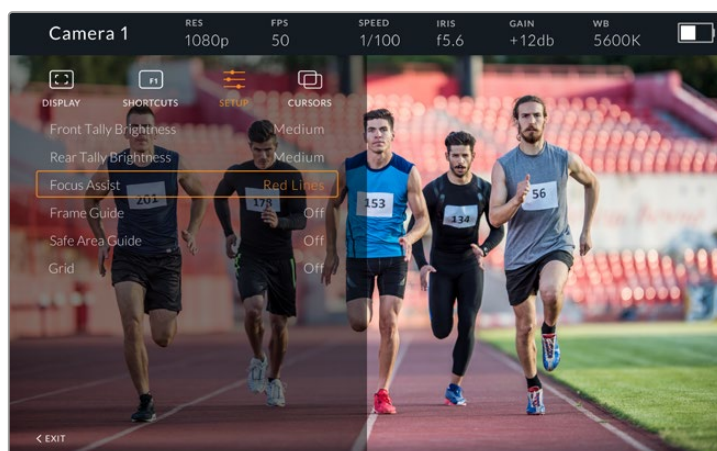 Camera 1
RES
1080p
FPS
50
SPEED
1/100
IRIS
f5.6
GAIN
+12db
WB
5600K
F1
DISPLAY
SHORTCUTS
SETUP
CURSORS
Front Tally Brightness Medium
Rear Tally Brightness Medium
Focus Assist Red Lines
Frame Guide Off
Safe Area Guide Off
Grid Off
201
178
153
134
56
< EXIT